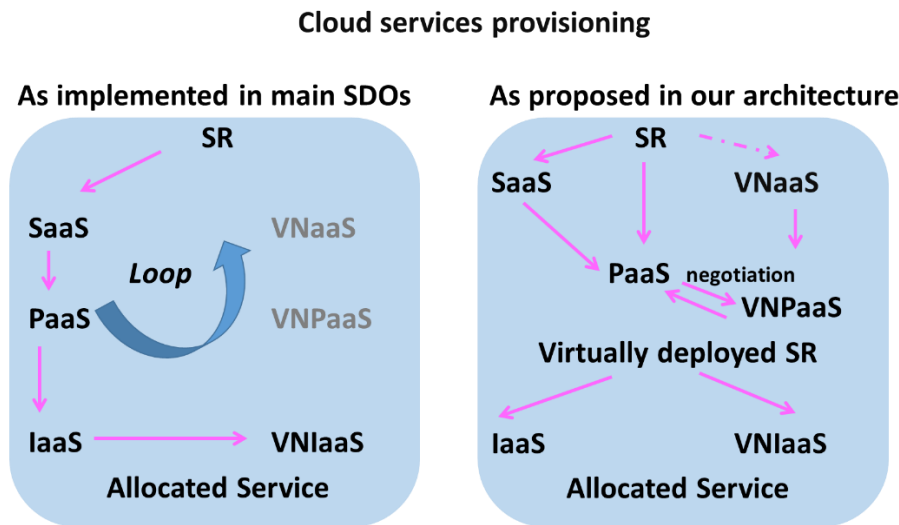 Cloud services provisioning
As implemented in main SDOs
SR
SaaS
VNaaS
Loop
PaaS
VNPaaS
IaaS
VNIaaS
Allocated Service
As proposed in our architecture
SR
SaaS
VNaaS
PaaS
negotiation
VNPaaS
Virtually deployed SR
IaaS
VNIaaS
Allocated Service